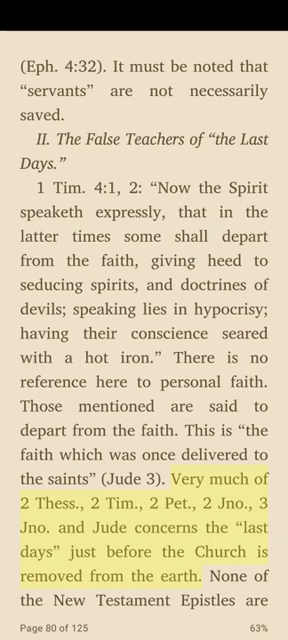 (Eph. 4:32). It must be noted that
“servants” are not necessarily
saved.
II. The False Teachers of “the Last
Days.”
1 Tim. 4:1, 2: “Now the Spirit
speaketh expressly, that in the
latter times some shall depart
from the faith, giving heed to
seducing spirits, and doctrines of
devils; speaking lies in hypocrisy;
having their conscience seared
with a hot iron.” There is no
reference here to personal faith.
Those mentioned are said to
depart from the faith. This is “the
faith which was once delivered to
the saints” (Jude 3). Very much of
2 Thess., 2 Tim., 2 Pet., 2 Jno., 3
Jno. and Jude concerns the “last
days” just before the Church is
removed from the earth. None of
the New Testament Epistles are
Page 80 of 125
63%